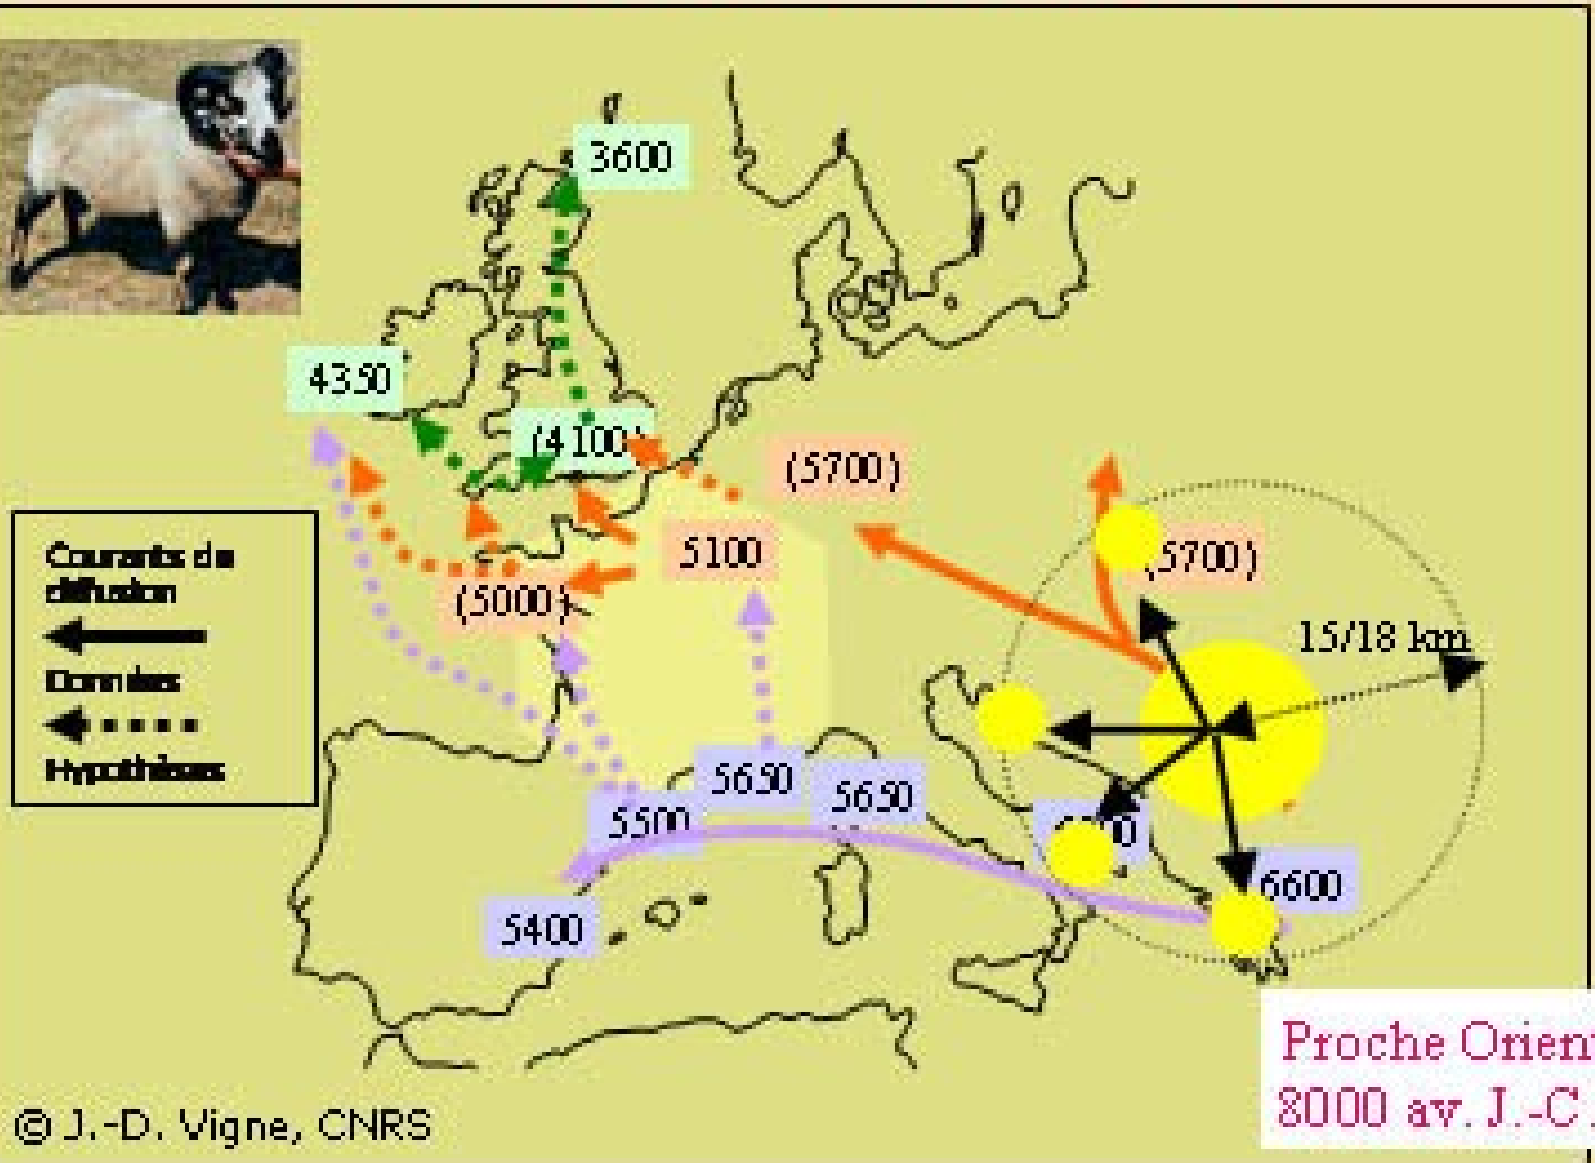 3600
4350
(4100)
(5700)
Courants de
diffusion
Données
Hypothèses
5100
(5700)
(5000)
15/18 km
5650
5650
5500
6600
5400
Proche Orient
8000 av. J.-C.
© J.-D. Vigne, CNRS